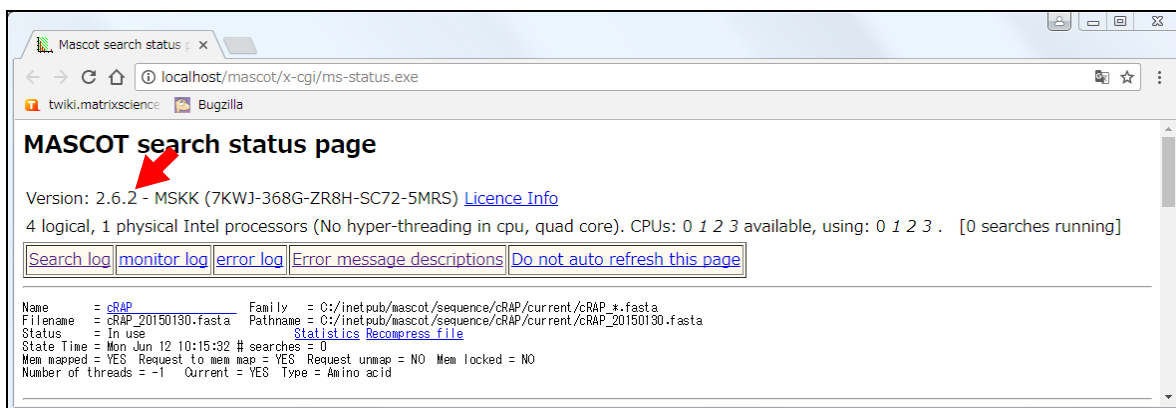 Mascot search status p
localhost/mascot/x-cgi/ms-status.exe
twiki.matrixscience Bugzilla
MASCOT search status page
Version: 2.6.2 - MSKK (7KWJ-368G-ZR8H-SC72-5MRS) Licence Info
4 logical, 1 physical Intel processors (No hyper-threading in cpu, quad core). CPUs: 0 1 2 3 available, using: 0 1 2 3 . [0 searches running]
Search log monitor log error log Error message descriptions Do not auto refresh this page
Name = cRAP Family = C:/inetpub/mascot/sequence/cRAP/current/cRAP_*.fasta
Filename = cRAP_20150130.fasta Pathname = C:/inetpub/mascot/sequence/cRAP/current/cRAP_20150130.fasta
Status = In use Statistics Recompress file
State Time = Mon Jun 12 10:15:32 # searches = 0
Mem mapped = YES Request to mem map = YES Request unmap = NO Mem locked = NO
Number of threads = -1 Current = YES Type = Amino acid